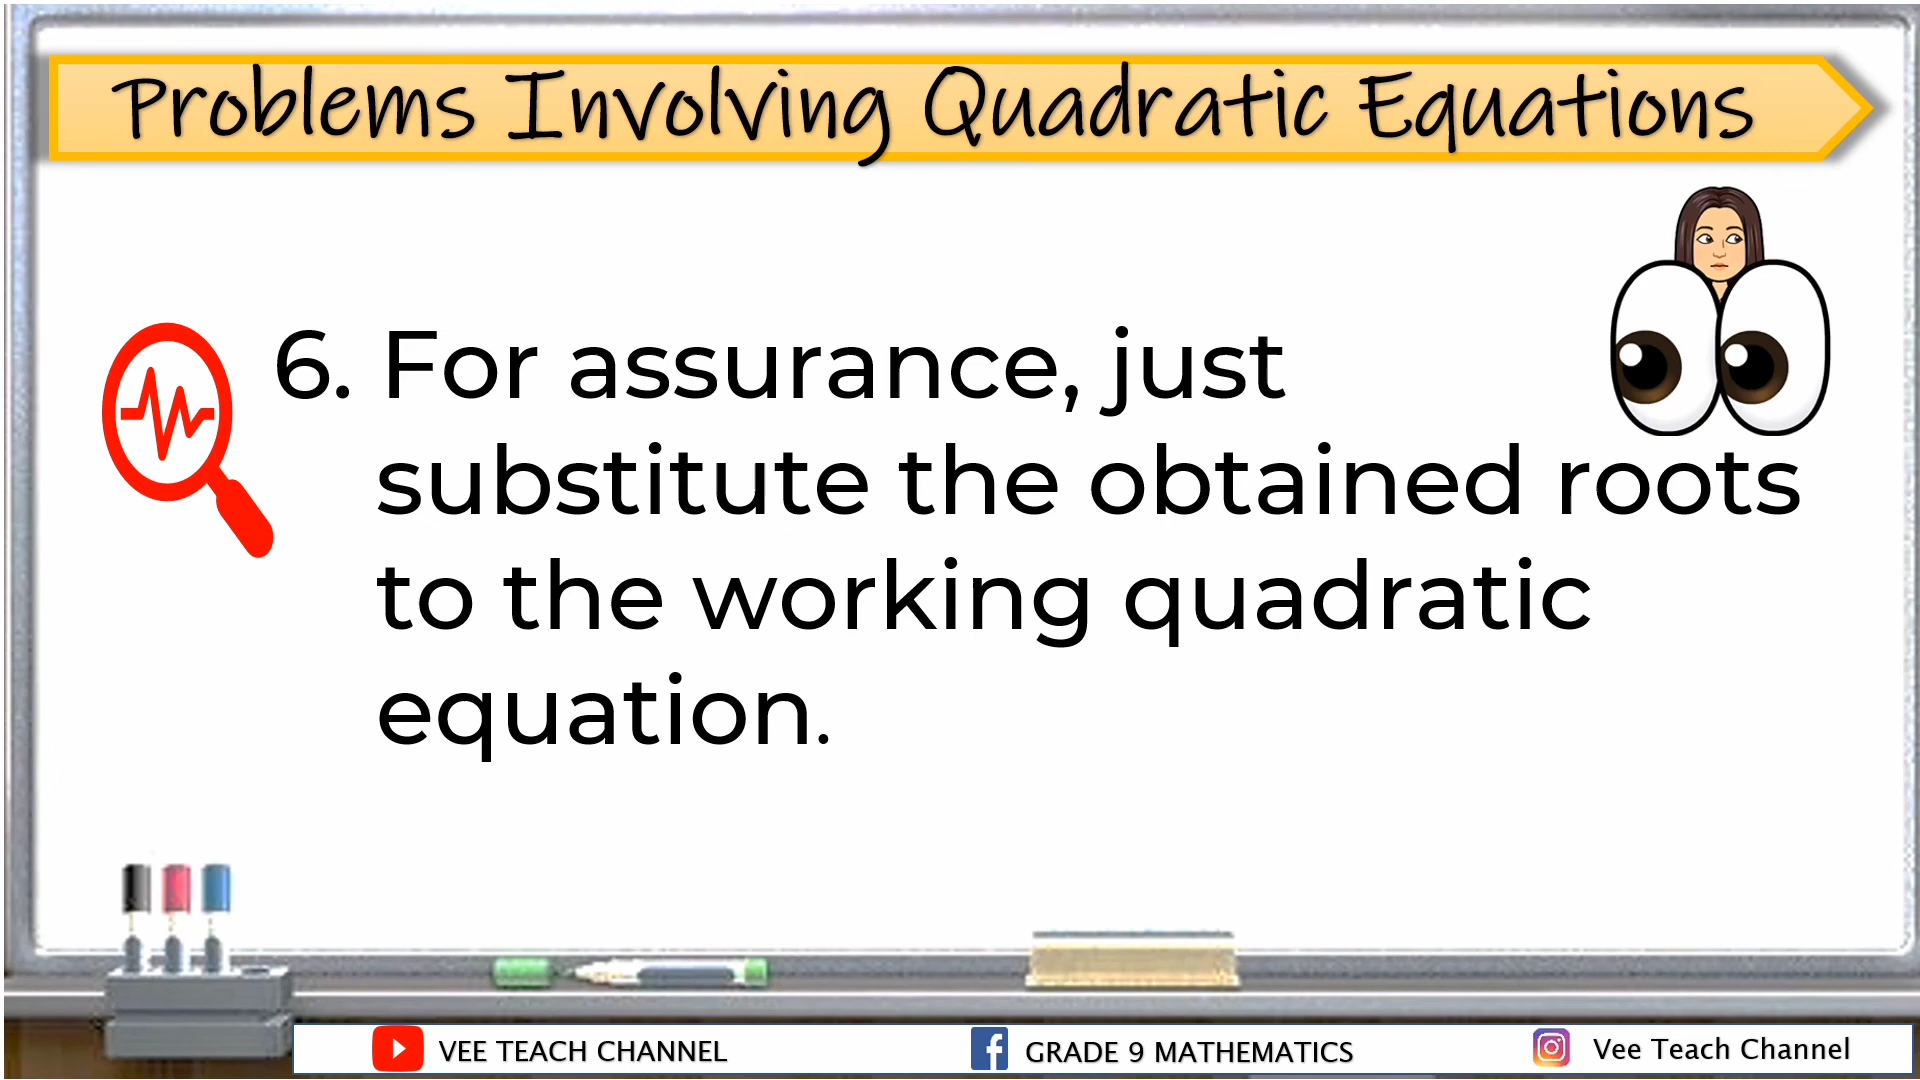 Problems Involving Quadratic Equations
6. For assurance, just
substitute the obtained roots
to the working quadratic
equation.
VEE TEACH CHANNEL
GRADE 9 MATHEMATICS
Vee Teach Channel